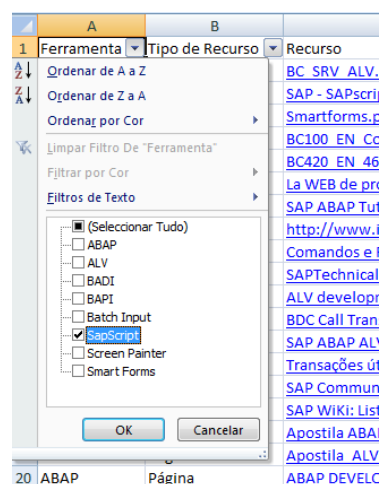 A B
1 Ferramenta Tipo de Recurso Recurso
Ordenar de A a Z
Ordenar de Z a A
Ordenar por Cor
Limpar Filtro De "Ferramenta"
Filtrar por Cor
Filtros de Texto
(Seleccionar Tudo)
ABAP
ALV
BADI
BAPI
Batch Input
SapScript
Screen Painter
Smart Forms
OK Cancelar
BC_SRV_ALV.
SAP - SAPscrip
Smartforms.p
BC100_EN_Co
BC420_EN_46
La WEB de pro
SAP ABAP Tut
http://www.i
Comandos e
SAPTechnical
ALV developm
BDC Call Tran
SAP ABAP ALV
Transações út
SAP Commun
SAP WiKi: List
Apostila ABA
Apostila_ALV
20 ABAP Página ABAP DEVELO